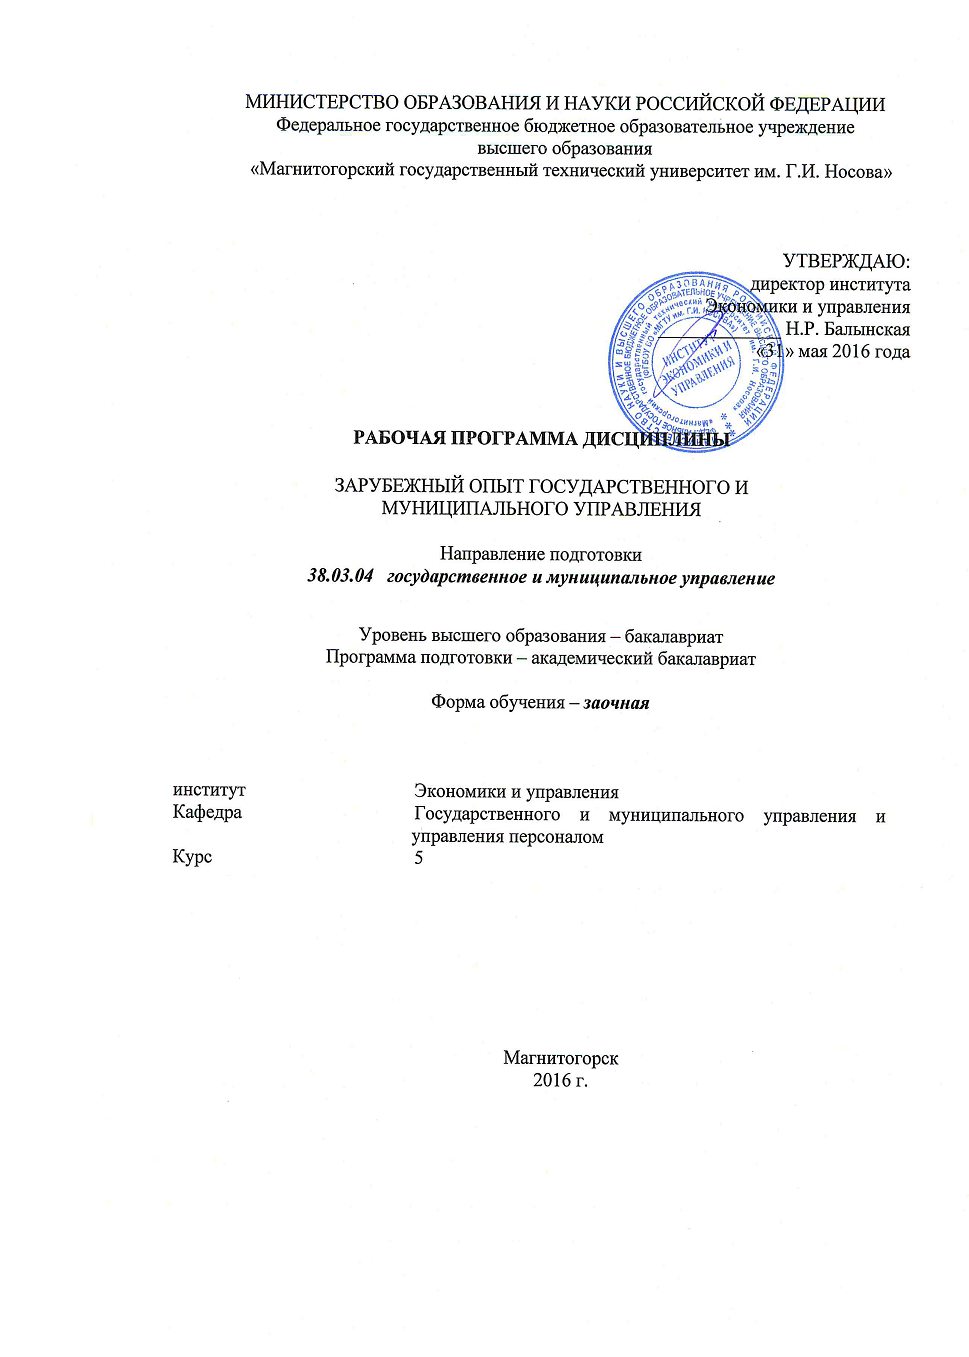 МИНИСТЕРСТВО ОБРАЗОВАНИЯ И НАУКИ РОССИЙСКОЙ ФЕДЕРАЦИИ
Федеральное государственное бюджетное образовательное учреждение
высшего образования
«Магнитогорский государственный технический университет им. Г.И. Носова»
УТВЕРЖДАЮ:
директор института
Экономики и управления
Н.Р. Балынская
«31» мая 2016 года
ИНСТИТУТ
ЭКОНОМИКИ И
УПРАВЛЕНИЯ
РАБОЧАЯ ПРОГРАММА ДИСЦИПЛИНЫ
ЗАРУБЕЖНЫЙ ОПЫТ ГОСУДАРСТВЕННОГО И
МУНИЦИПАЛЬНОГО УПРАВЛЕНИЯ
Направление подготовки
38.03.04 государственное и муниципальное управление
Уровень высшего образования – бакалавриат
Программа подготовки – академический бакалавриат
Форма обучения – заочная
институт Экономики и управления
Кафедра Государственного и муниципального управления и
управления персоналом
Курс 5
Магнитогорск
2016 г.